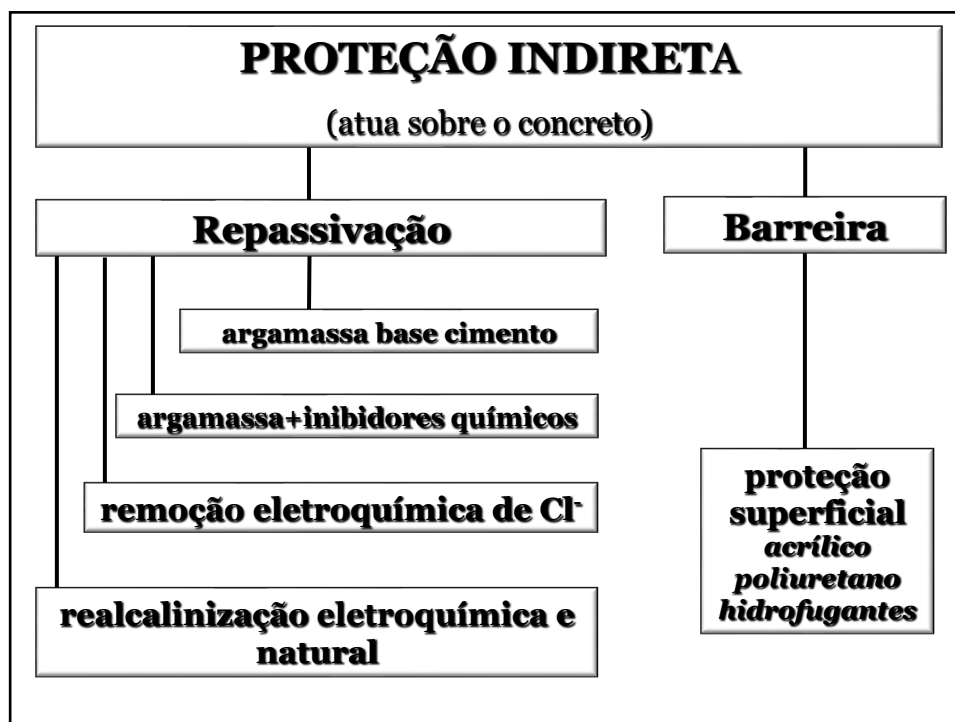 PROTEÇÃO INDIRETA
(atua sobre o concreto)
Repassivação
Barreira
argamassa base cimento
argamassa+inibidores químicos
remoção eletroquímica de Cl⁻
realcalinização eletroquímica e
natural
proteção
superficial
acrílico
poliuretano
hidrofugantes